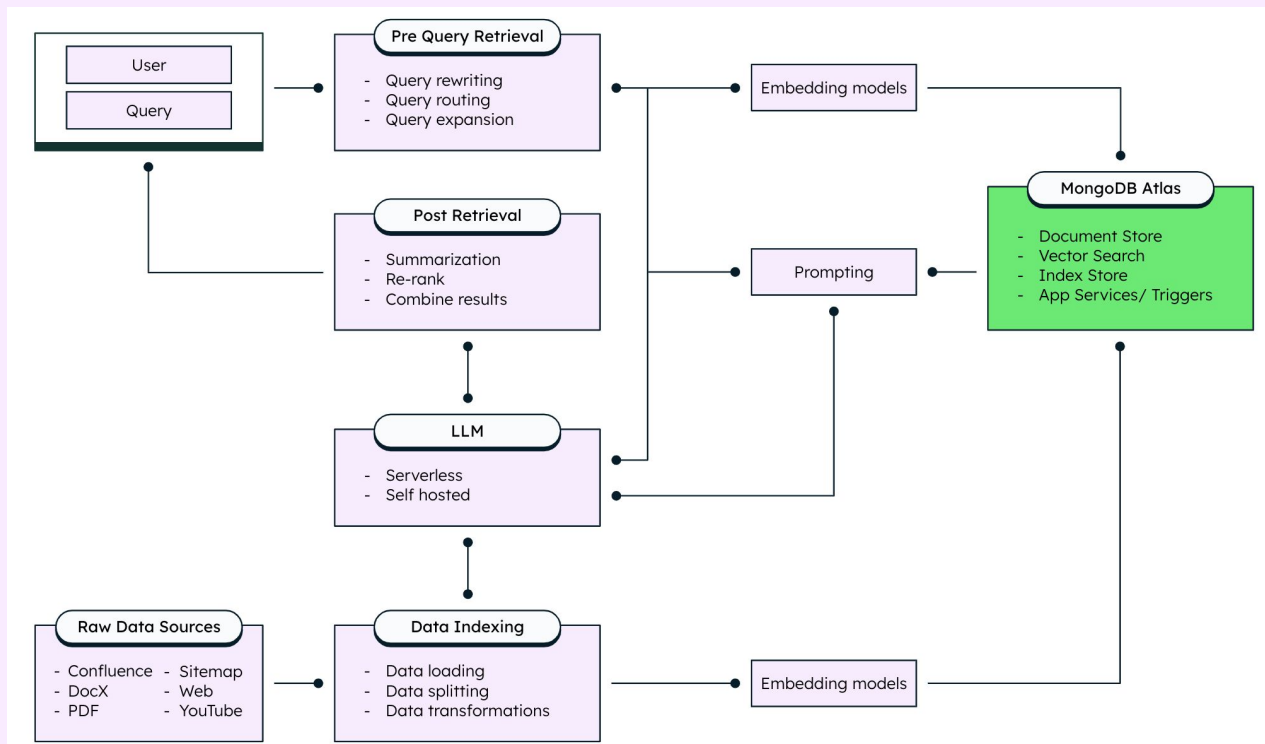 User
Query
Pre Query Retrieval
- Query rewriting
- Query routing
- Query expansion
Embedding models
MongoDB Atlas
- Document Store
- Vector Search
- Index Store
- App Services/ Triggers
Post Retrieval
- Summarization
- Re-rank
- Combine results
Prompting
LLM
- Serverless
- Self hosted
Raw Data Sources
- Confluence
- DocX
- PDF
- Sitemap
- Web
- YouTube
Data Indexing
- Data loading
- Data splitting
- Data transformations
Embedding models